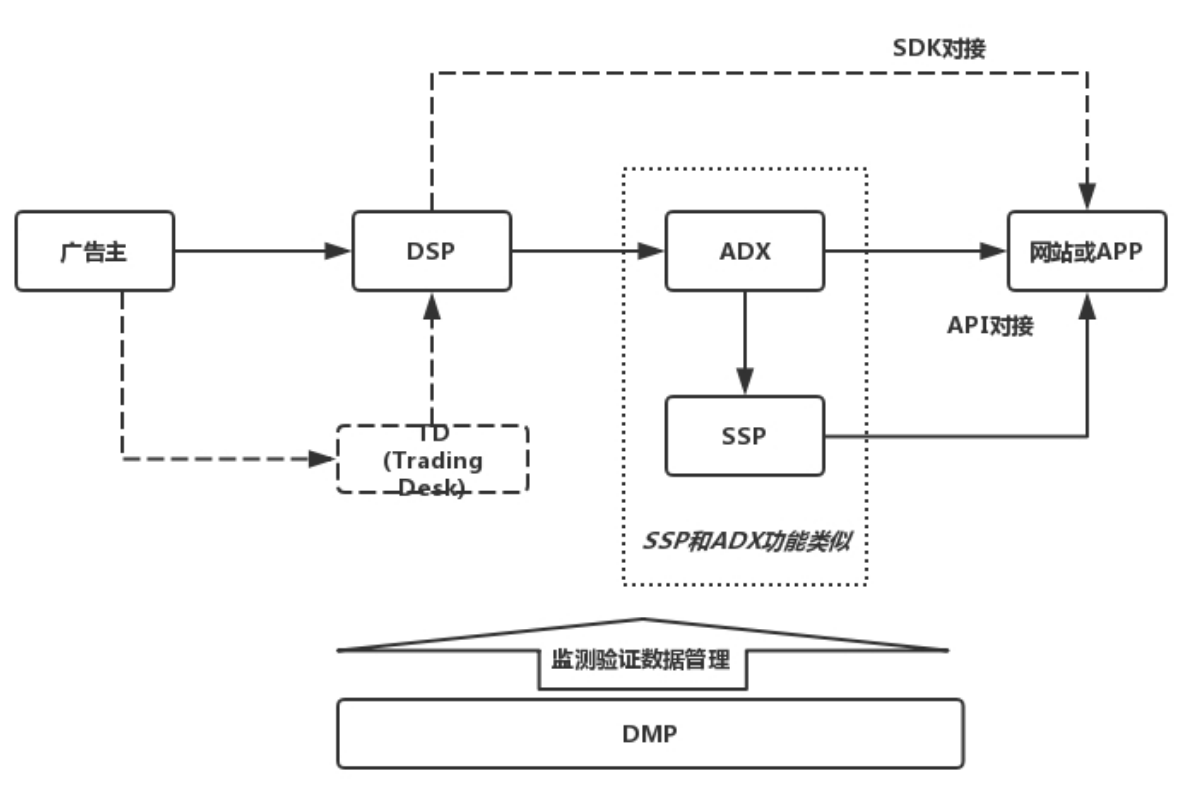 SDK对接
广告主
DSP
ADX
网站或APP
API对接
TD
(Trading
Desk)
SSP
SSP和ADX功能类似
监测验证数据管理
DMP